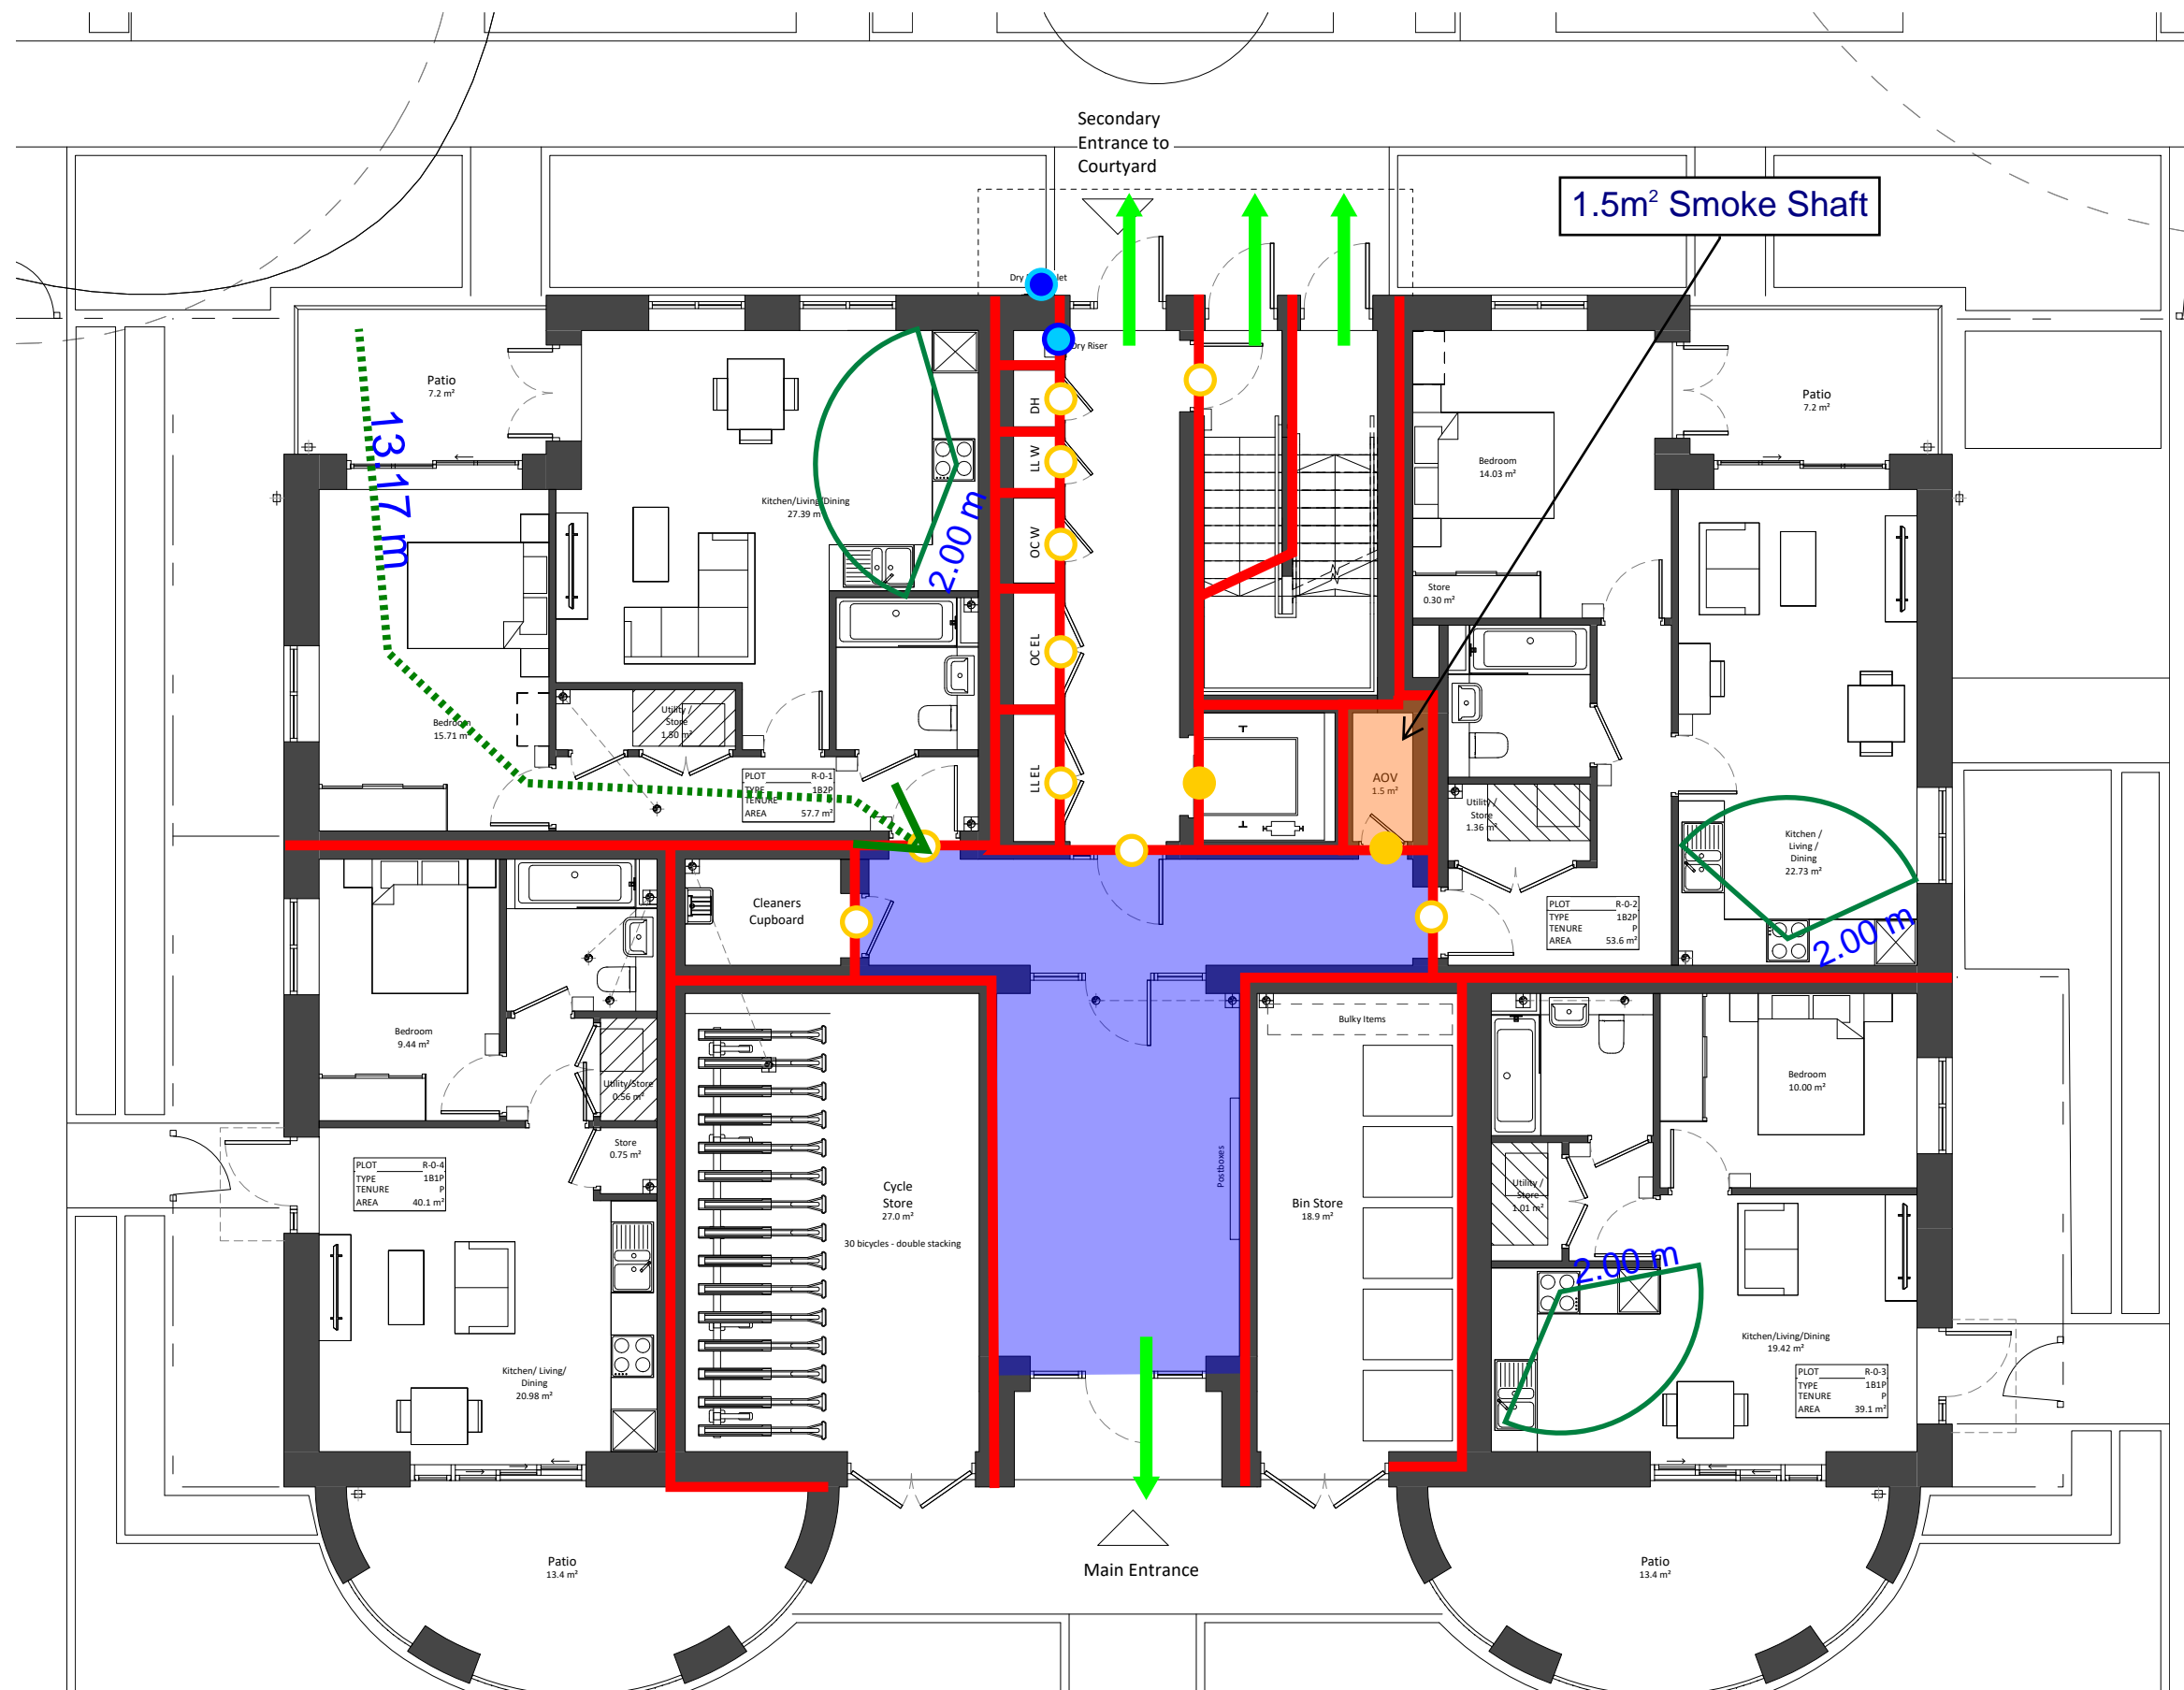 Secondary
Entrance to
Courtyard
1.5m² Smoke Shaft
Dry
let
Dry Riser
Patio
7.2 m²
Patio
7.2 m²
13.17 m
DH
LL W
OC W
OC EL
LL EL
Kitchen/Living/Dining
27.39 m
2.00 m
Bedroom
14.03 m²
Store
0.30 m²
Bedroom
15.71 m²
Utility /
Store
1.50 m²
PLOT R-0-1
TYPE 1B2P
TENURE
AREA 57.7 m²
AOV
1.5 m²
Utility /
Store
1.36 m²
Kitchen /
Living /
Dining
22.73 m²
2.00 m
PLOT R-0-2
TYPE 1B2P
TENURE P
AREA 53.6 m²
Cleaners
Cupboard
Bedroom
9.44 m²
Utility/Store
0.56 m²
Store
0.75 m²
PLOT R-0-4
TYPE 1B1P
TENURE P
AREA 40.1 m²
Kitchen/ Living/
Dining
20.98 m²
Cycle
Store
27.0 m²
30 bicycles - double stacking
Postboxes
Bulky Items
Bin Store
18.9 m²
Bedroom
10.00 m²
Utility /
Store
1.01 m²
2.00 m
Kitchen/Living/Dining
19.42 m²
PLOT R-0-3
TYPE 1B1P
TENURE P
AREA 39.1 m²
Patio
13.4 m²
Main Entrance
Patio
13.4 m²